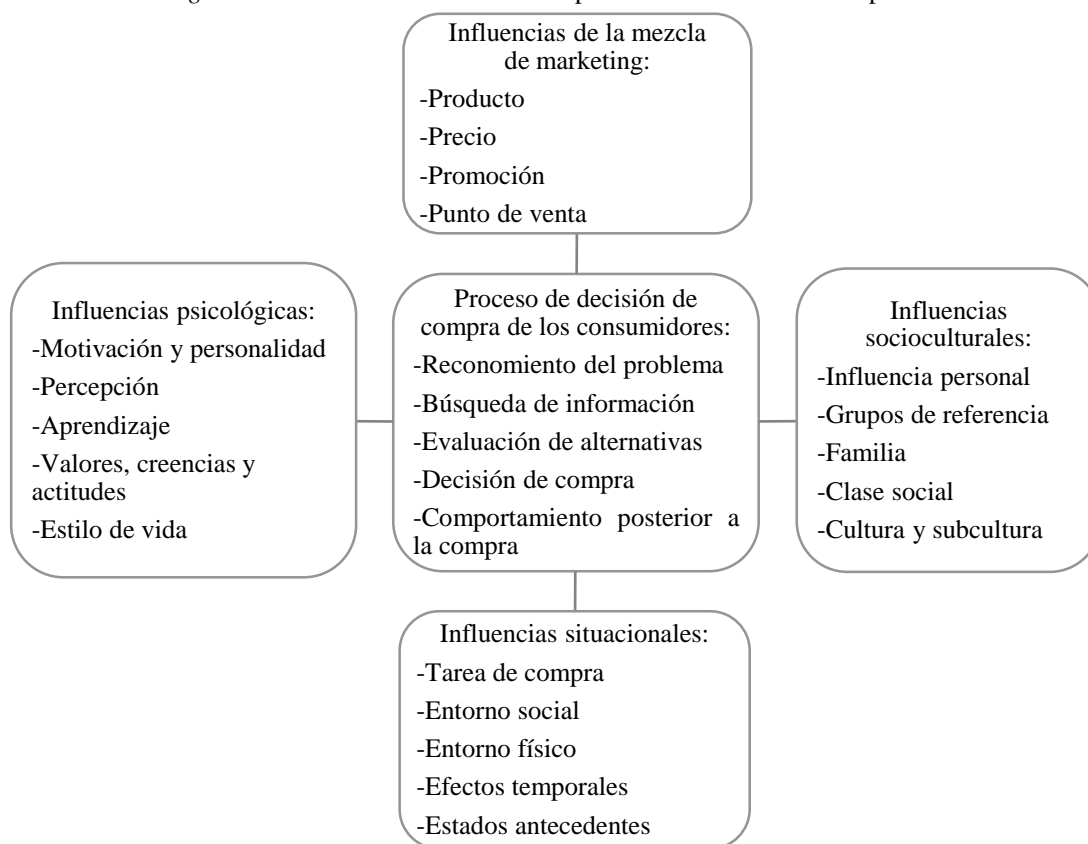 Influencias de la mezcla
de marketing:
-Producto
-Precio
-Promoción
-Punto de venta
Influencias psicológicas:
-Motivación y personalidad
-Percepción
-Aprendizaje
-Valores, creencias y
actitudes
-Estilo de vida
Proceso de decisión de
compra de los consumidores:
-Reconomiento del problema
-Búsqueda de información
-Evaluación de alternativas
-Decisión de compra
-Comportamiento posterior a
la compra
Influencias
socioculturales:
-Influencia personal
-Grupos de referencia
-Familia
-Clase social
-Cultura y subcultura
Influencias situacionales:
-Tarea de compra
-Entorno social
-Entorno físico
-Efectos temporales
-Estados antecedentes